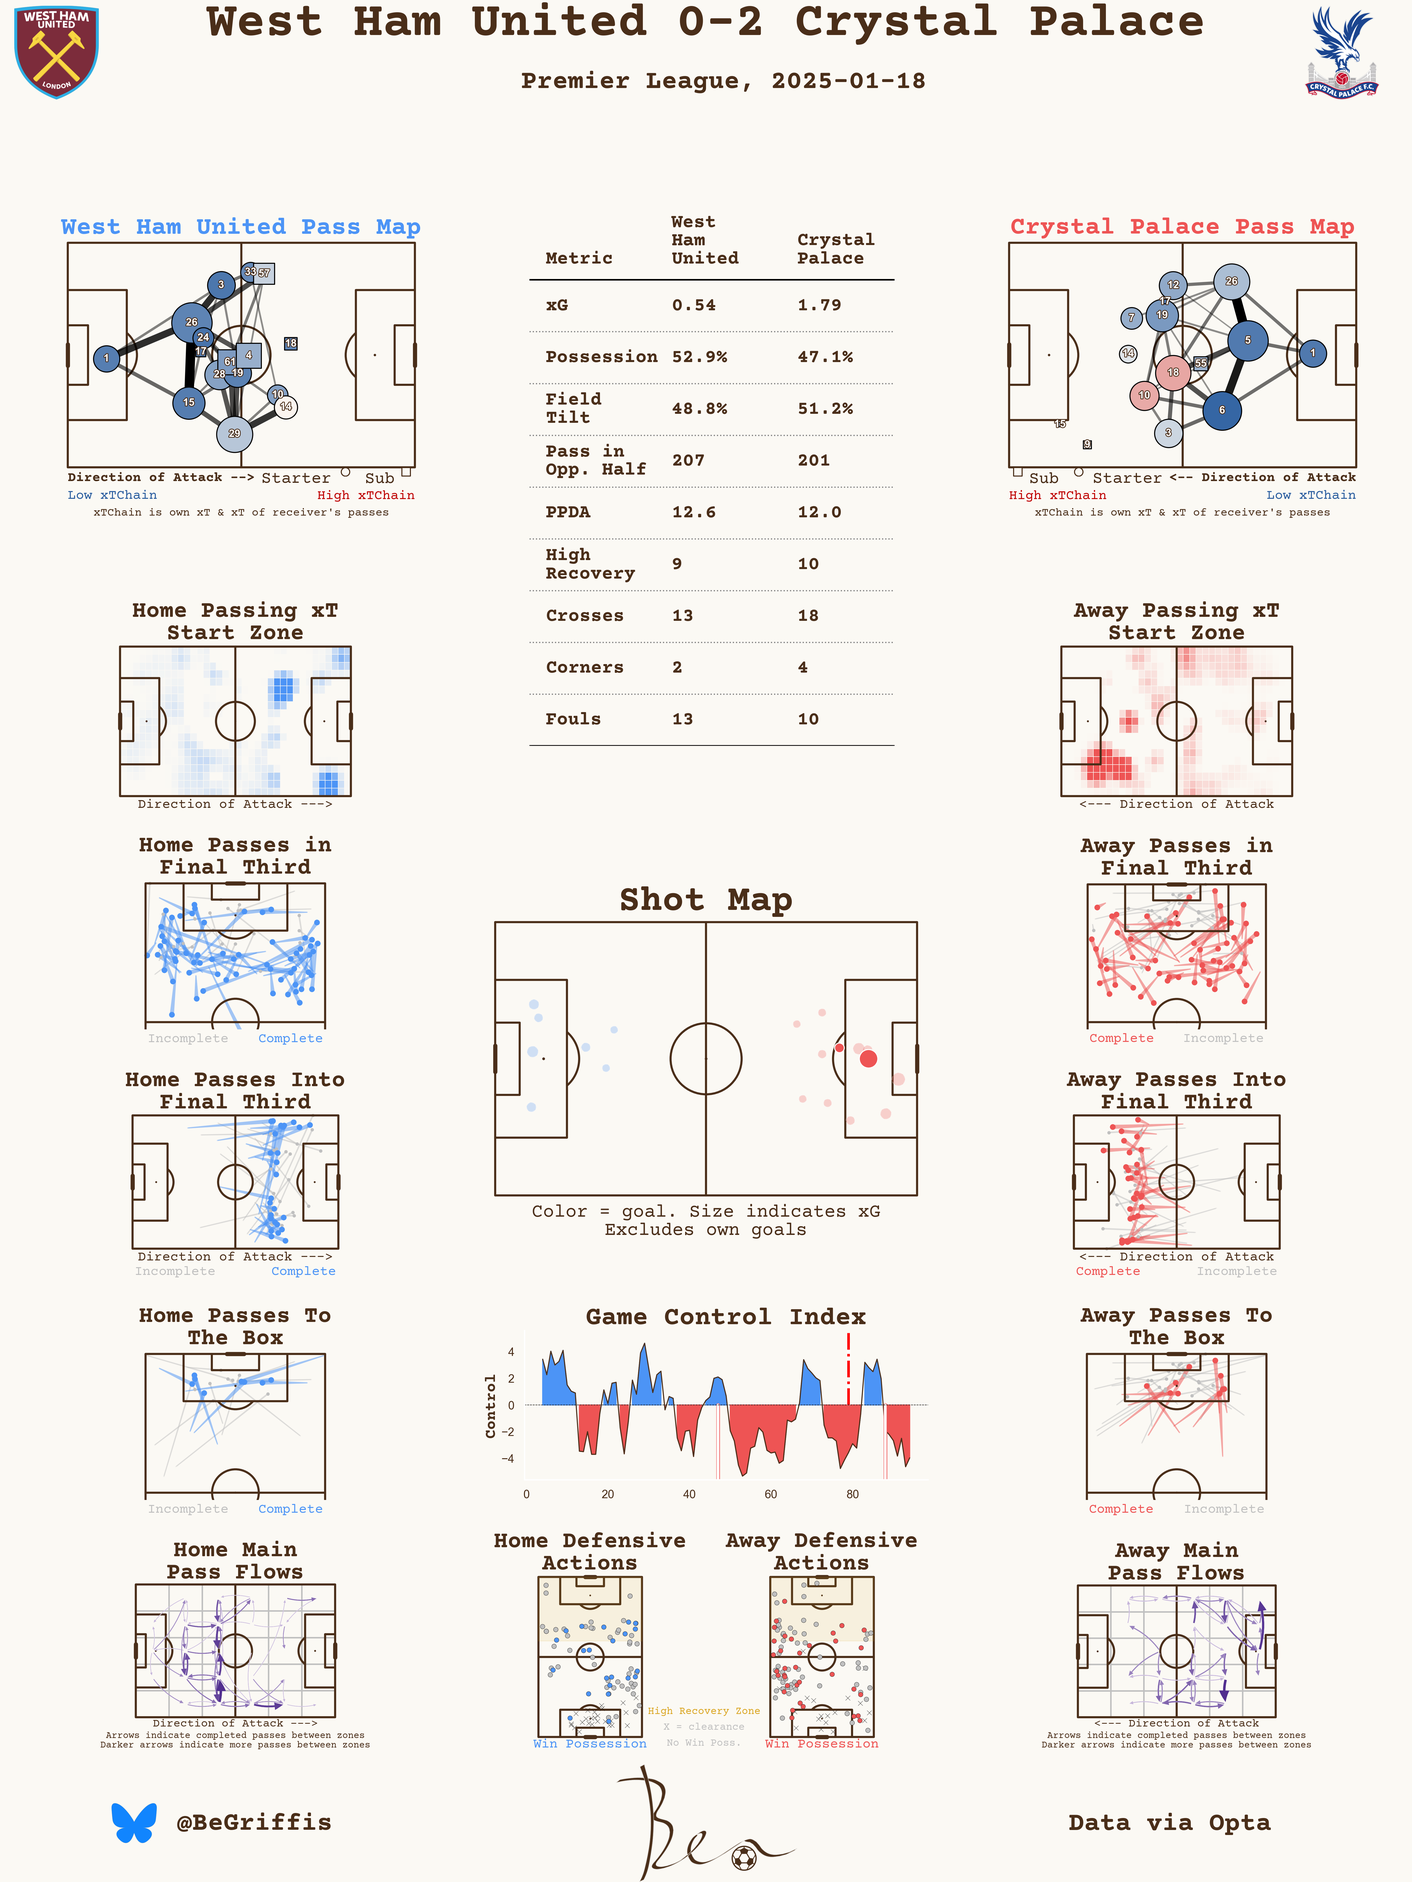 West Ham United 0-2 Crystal Palace
Premier League, 2025-01-18
WEST HAM
UNITED
LONDON
CRYSTAL PALACE F.C.
West Ham United Pass Map
33
57
3
26
24
17
18
1
61
4
28
19
15
10
14
29
Direction of Attack --> Starter Sub
Low xTChain High xTChain
xTChain is own xT & xT of receiver's passes
Metric West Ham United Crystal Palace
xG 0.54 1.79
Possession 52.9% 47.1%
Field Tilt 48.8% 51.2%
Pass in Opp. Half 207 201
PPDA 12.6 12.0
High Recovery 9 10
Crosses 13 18
Corners 2 4
Fouls 13 10
Crystal Palace Pass Map
12
26
17
7
19
5
14
1
55
18
10
6
15
3
9
Sub Starter <-- Direction of Attack
High xTChain Low xTChain
xTChain is own xT & xT of receiver's passes
Home Passing xT
Start Zone
Direction of Attack --->
Away Passing xT
Start Zone
<--- Direction of Attack
Home Passes in
Final Third
Incomplete Complete
Away Passes in
Final Third
Complete Incomplete
Shot Map
Color = goal. Size indicates xG
Excludes own goals
Home Passes Into
Final Third
Direction of Attack --->
Incomplete Complete
Away Passes Into
Final Third
<--- Direction of Attack
Complete Incomplete
Home Passes To
The Box
Incomplete Complete
Game Control Index
Control
4
2
0
−2
−4
0 20 40 60 80
Away Passes To
The Box
Complete Incomplete
Home Main
Pass Flows
Direction of Attack --->
Arrows indicate completed passes between zones
Darker arrows indicate more passes between zones
Home Defensive
Actions
Win Possession
High Recovery Zone
X = clearance
No Win Poss.
Away Defensive
Actions
Win Possession
Away Main
Pass Flows
<--- Direction of Attack
Arrows indicate completed passes between zones
Darker arrows indicate more passes between zones
@BeGriffis
Ben
Data via Opta